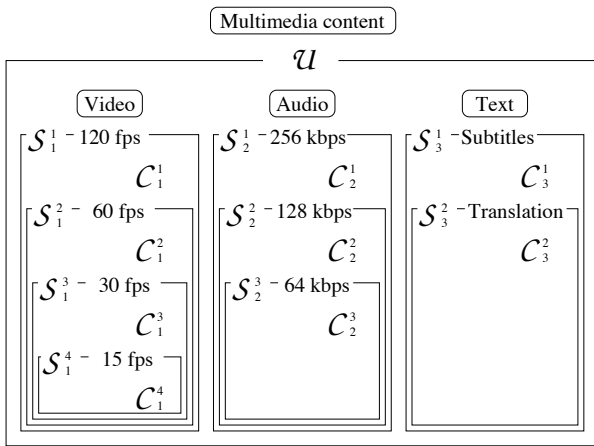 Multimedia content
𝒰
Video Audio Text
𝒮₁¹ - 120 fps 𝒮₂¹ - 256 kbps 𝒮₃¹ - Subtitles
𝒞₁¹ 𝒞₂¹ 𝒞₃¹
𝒮₁² - 60 fps 𝒮₂² - 128 kbps 𝒮₃² - Translation
𝒞₁² 𝒞₂² 𝒞₃²
𝒮₁³ - 30 fps 𝒮₂³ - 64 kbps
𝒞₁³ 𝒞₂³
𝒮₁⁴ - 15 fps
𝒞₁⁴